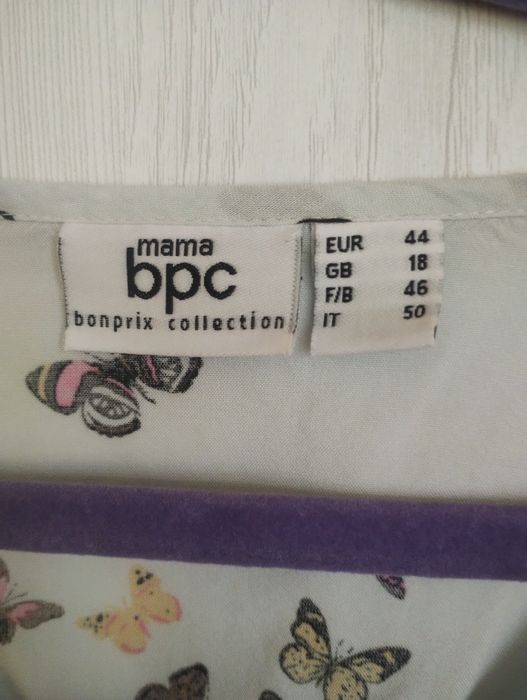 mama
bpc
bonprix collection
EUR 44
GB 18
F/B 46
IT 50